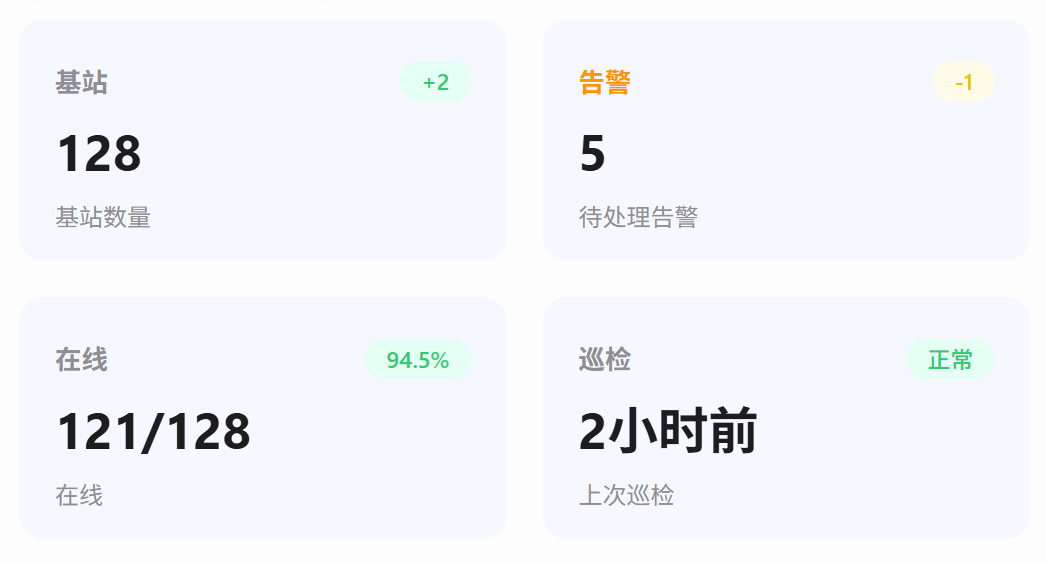 基站
+2
128
基站数量
告警
-1
5
待处理告警
在线
94.5%
121/128
在线
巡检
正常
2小时前
上次巡检